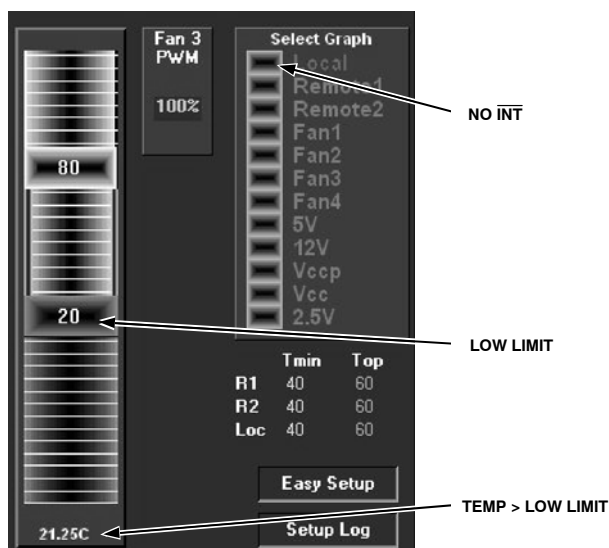 Fan 3
PWM
100%
80
20
21.25C
Select Graph
Local
Remote1
Remote2
Fan1
Fan2
Fan3
Fan4
5V
12V
Vccp
Vcc
2.5V
Tmin Top
R1 40 60
R2 40 60
Loc 40 60
Easy Setup
Setup Log
NO INT
LOW LIMIT
TEMP > LOW LIMIT